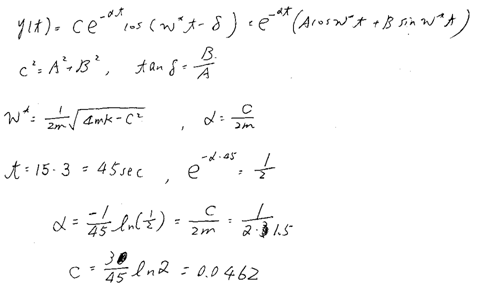 y(t) = Ce^{-αt} cos(w*t - δ) = e^{-αt}(A cos w*t + B sin w*t)
C² = A² + B² , tan δ = B/A
w* = 1/2m √(4mk - C²) , α = C/2m
t = 15·3 = 45 sec , e^{-α·45} = 1/2
α = -1/45 ln(1/2) = C/2m = 1/2·1.5
C = 3/45 ln 2 = 0.0462